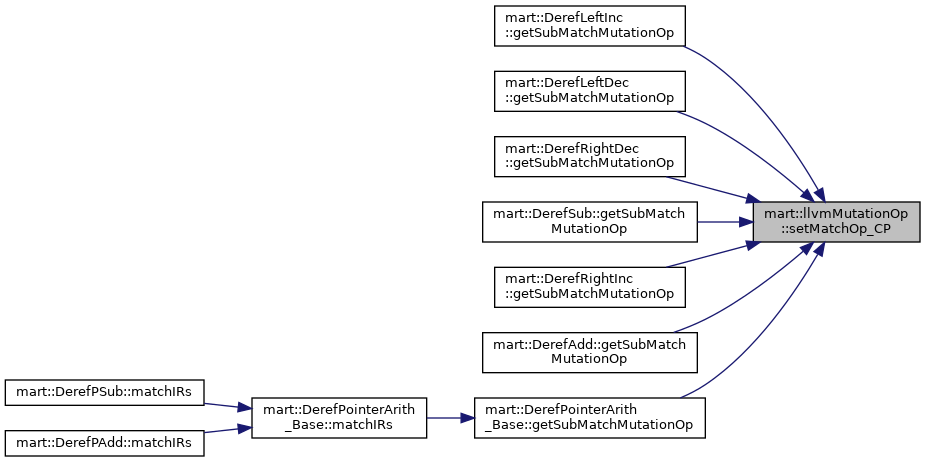 mart::DerefLeftInc
::getSubMatchMutationOp
mart::DerefLeftDec
::getSubMatchMutationOp
mart::DerefRightDec
::getSubMatchMutationOp
mart::DerefSub::getSubMatch
MutationOp
mart::llvmMutationOp
::setMatchOp_CP
mart::DerefRightInc
::getSubMatchMutationOp
mart::DerefAdd::getSubMatch
MutationOp
mart::DerefPSub::matchIRs
mart::DerefPointerArith
_Base::matchIRs
mart::DerefPointerArith
_Base::getSubMatchMutationOp
mart::DerefPAdd::matchIRs